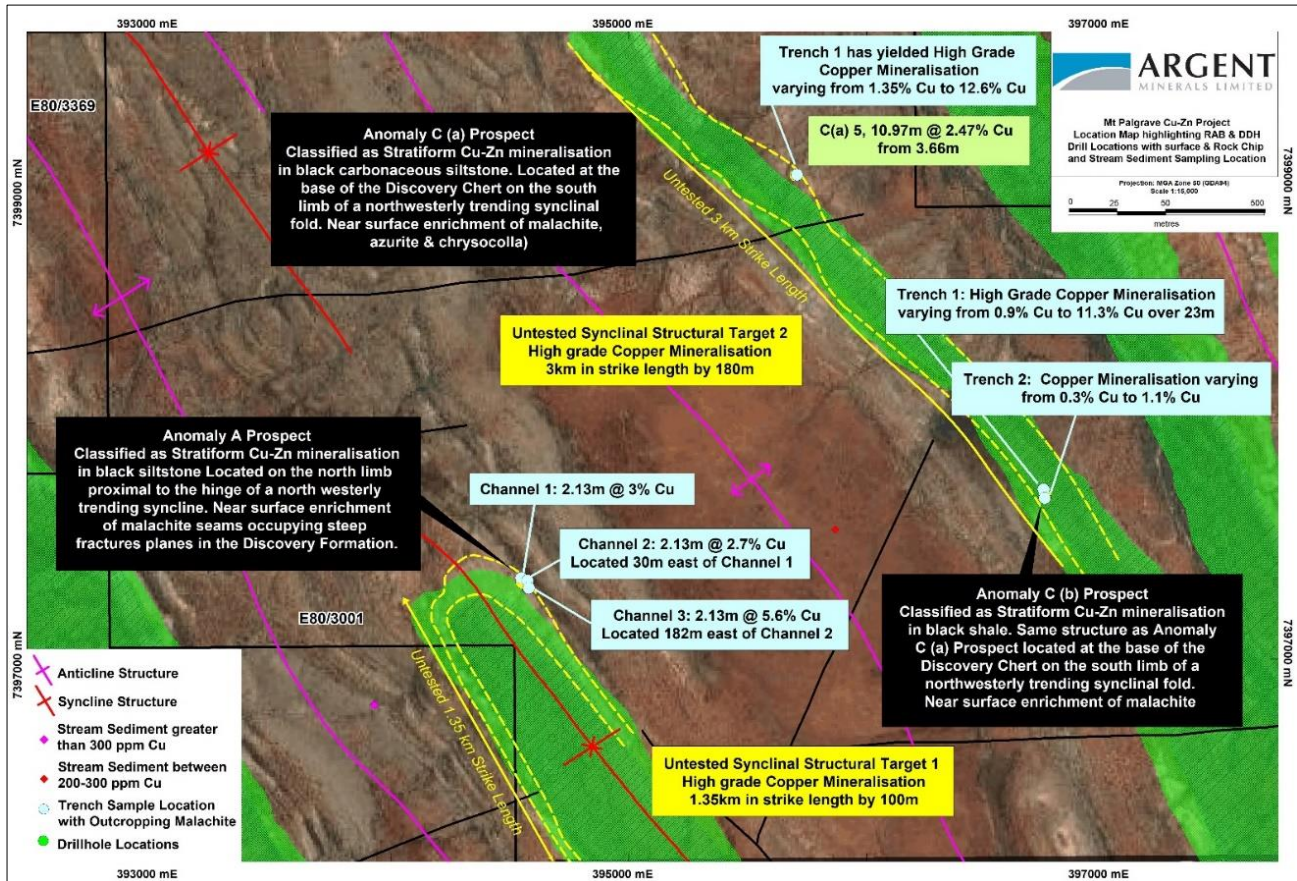 393000 mE
395000 mE
397000 mE
E80/3369
7399000 mN
7399000 mN
Anomaly C (a) Prospect
Classified as Stratiform Cu-Zn mineralisation
in black carbonaceous siltstone. Located at the
base of the Discovery Chert on the south
limb of a northwesterly trending synclinal
fold. Near surface enrichment of malachite,
azurite & chrysocolla)
Trench 1 has yielded High Grade
Copper Mineralisation
varying from 1.35% Cu to 12.6% Cu
C(a) 5, 10.97m @ 2.47% Cu
from 3.66m
ARGENT
MINERALS LIMITED
Mt Palgrave Cu-Zn Project
Location Map highlighting RAB & DDH
Drill Locations with surface & Rock Chip
and Stream Sediment Sampling Location
Projection: MGA Zone 50 (GDA94)
Scale 1:15,000
0 25 50 500
metres
Untested 3 km Strike Length
Trench 1: High Grade Copper Mineralisation
varying from 0.9% Cu to 11.3% Cu over 23m
Untested Synclinal Structural Target 2
High grade Copper Mineralisation
3km in strike length by 180m
Trench 2: Copper Mineralisation varying
from 0.3% Cu to 1.1% Cu
Anomaly A Prospect
Classified as Stratiform Cu-Zn mineralisation
in black siltstone Located on the north limb
proximal to the hinge of a north westerly
trending syncline. Near surface enrichment
of malachite seams occupying steep
fractures planes in the Discovery Formation.
Channel 1: 2.13m @ 3% Cu
Channel 2: 2.13m @ 2.7% Cu
Located 30m east of Channel 1
Channel 3: 2.13m @ 5.6% Cu
Located 182m east of Channel 2
Anomaly C (b) Prospect
Classified as Stratiform Cu-Zn mineralisation
in black shale. Same structure as Anomaly
C (a) Prospect located at the base of the
Discovery Chert on the south limb of a
northwesterly trending synclinal fold.
Near surface enrichment of malachite
E80/3001
7397000 mN
7397000 mN
Untested 1.35 km Strike Length
Untested Synclinal Structural Target 1
High grade Copper Mineralisation
1.35km in strike length by 100m
Anticline Structure
Syncline Structure
Stream Sediment greater
than 300 ppm Cu
Stream Sediment between
200-300 ppm Cu
Trench Sample Location
with Outcropping Malachite
Drillhole Locations
393000 mE
395000 mE
397000 mE